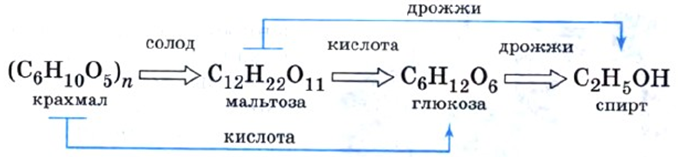 дрожжи
солод кислота дрожжи
(C₆H₁₀O₅)ₙ ⟹ C₁₂H₂₂O₁₁ ⟹ C₆H₁₂O₆ ⟹ C₂H₅OH
крахмал мальтоза глюкоза спирт
кислота